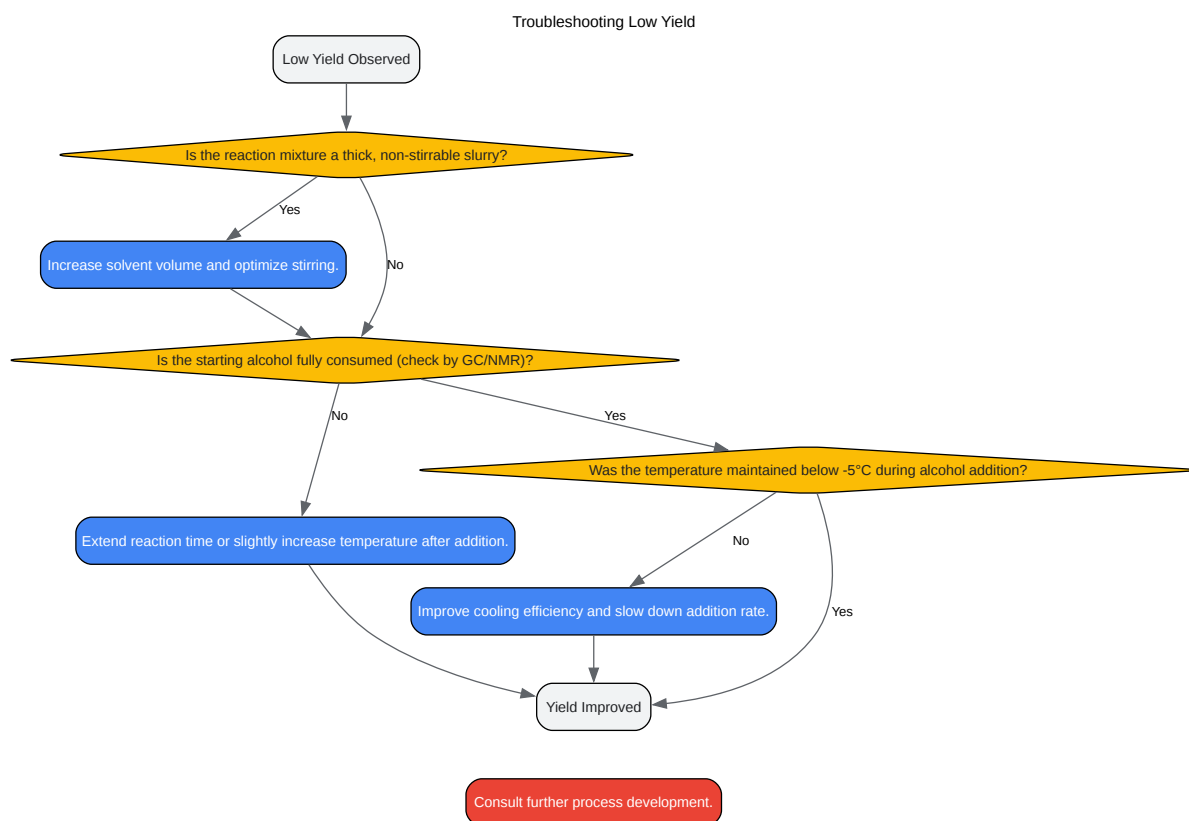 Troubleshooting Low Yield
Low Yield Observed
Is the reaction mixture a thick, non-stirrable slurry?
Yes
Increase solvent volume and optimize stirring.
No
Is the starting alcohol fully consumed (check by GC/NMR)?
No
Yes
Was the temperature maintained below -5°C during alcohol addition?
Extend reaction time or slightly increase temperature after addition.
No
Improve cooling efficiency and slow down addition rate.
Yes
Yield Improved
Consult further process development.